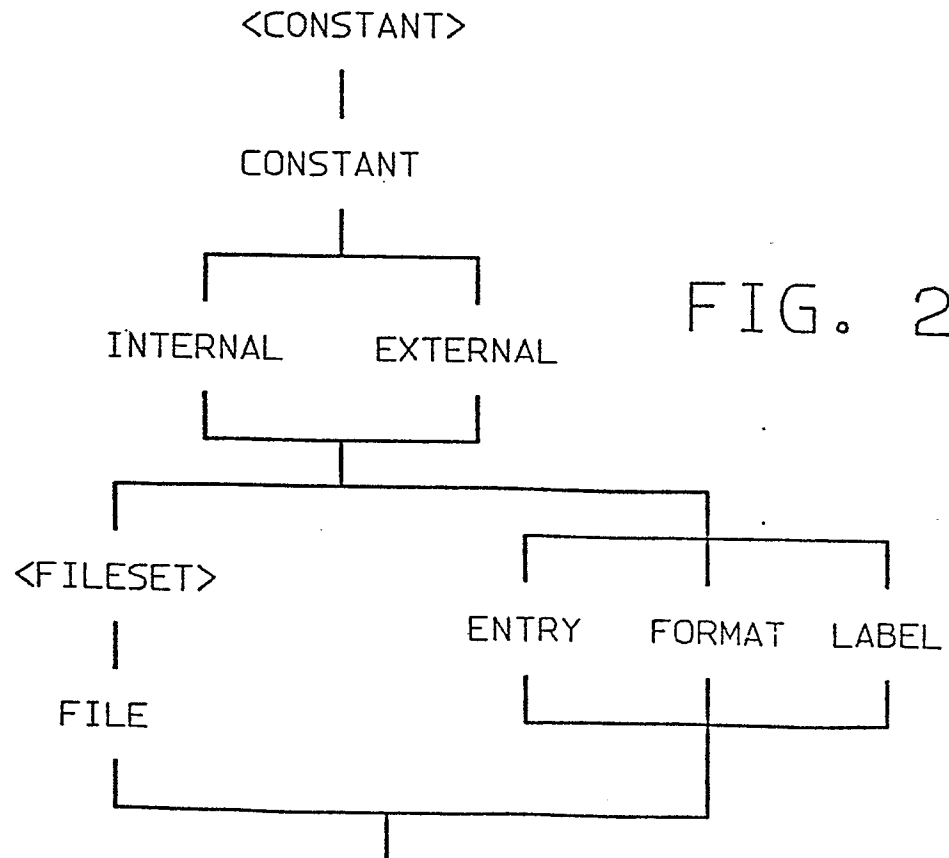 <CONSTANT>
CONSTANT
FIG. 2
INTERNAL EXTERNAL
<FILESET>
ENTRY FORMAT LABEL
FILE